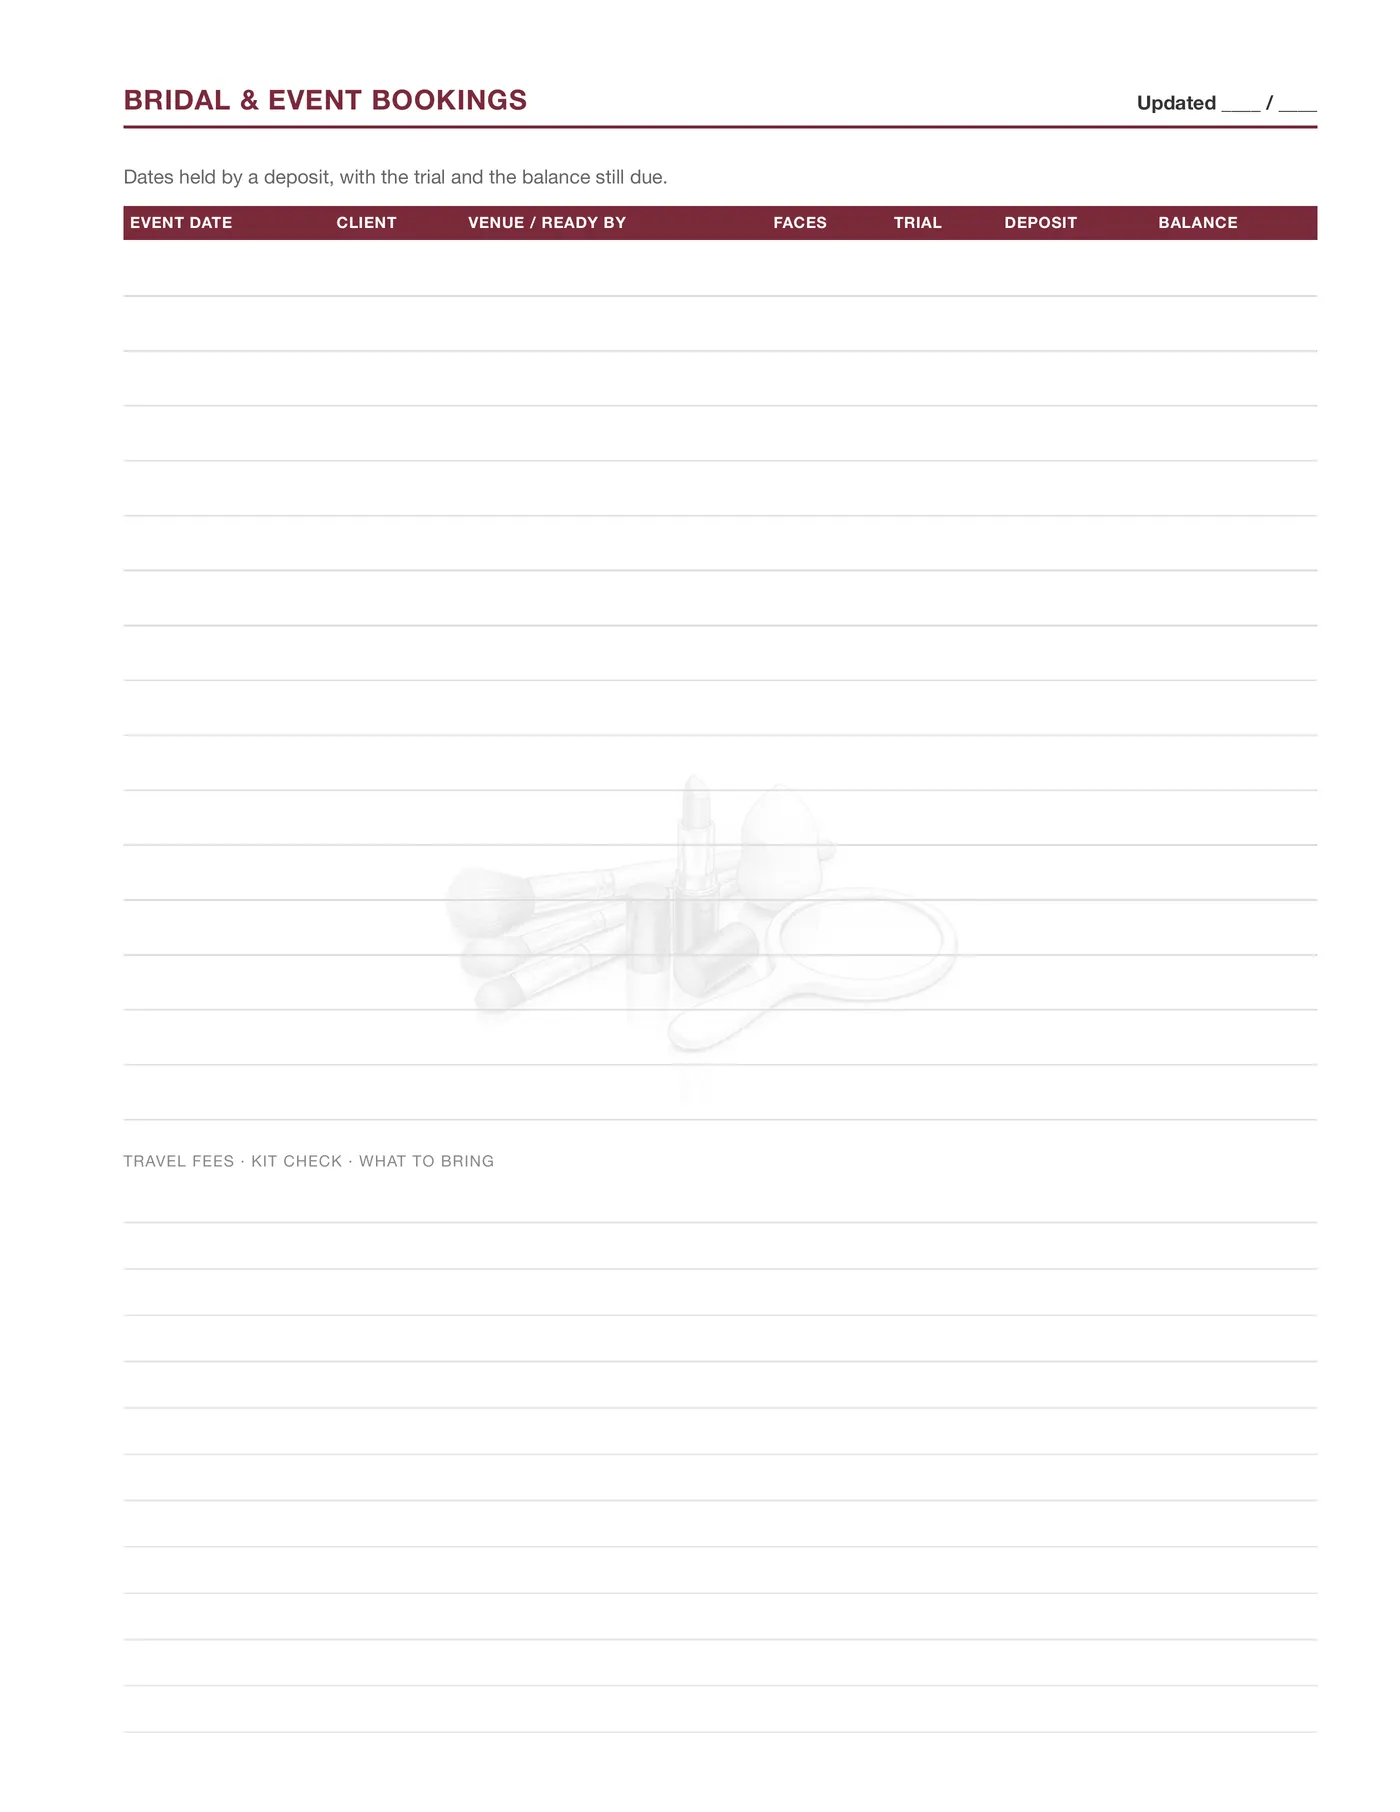 BRIDAL & EVENT BOOKINGS
Updated ____ / ____
Dates held by a deposit, with the trial and the balance still due.
EVENT DATE CLIENT VENUE / READY BY FACES TRIAL DEPOSIT BALANCE
TRAVEL FEES · KIT CHECK · WHAT TO BRING